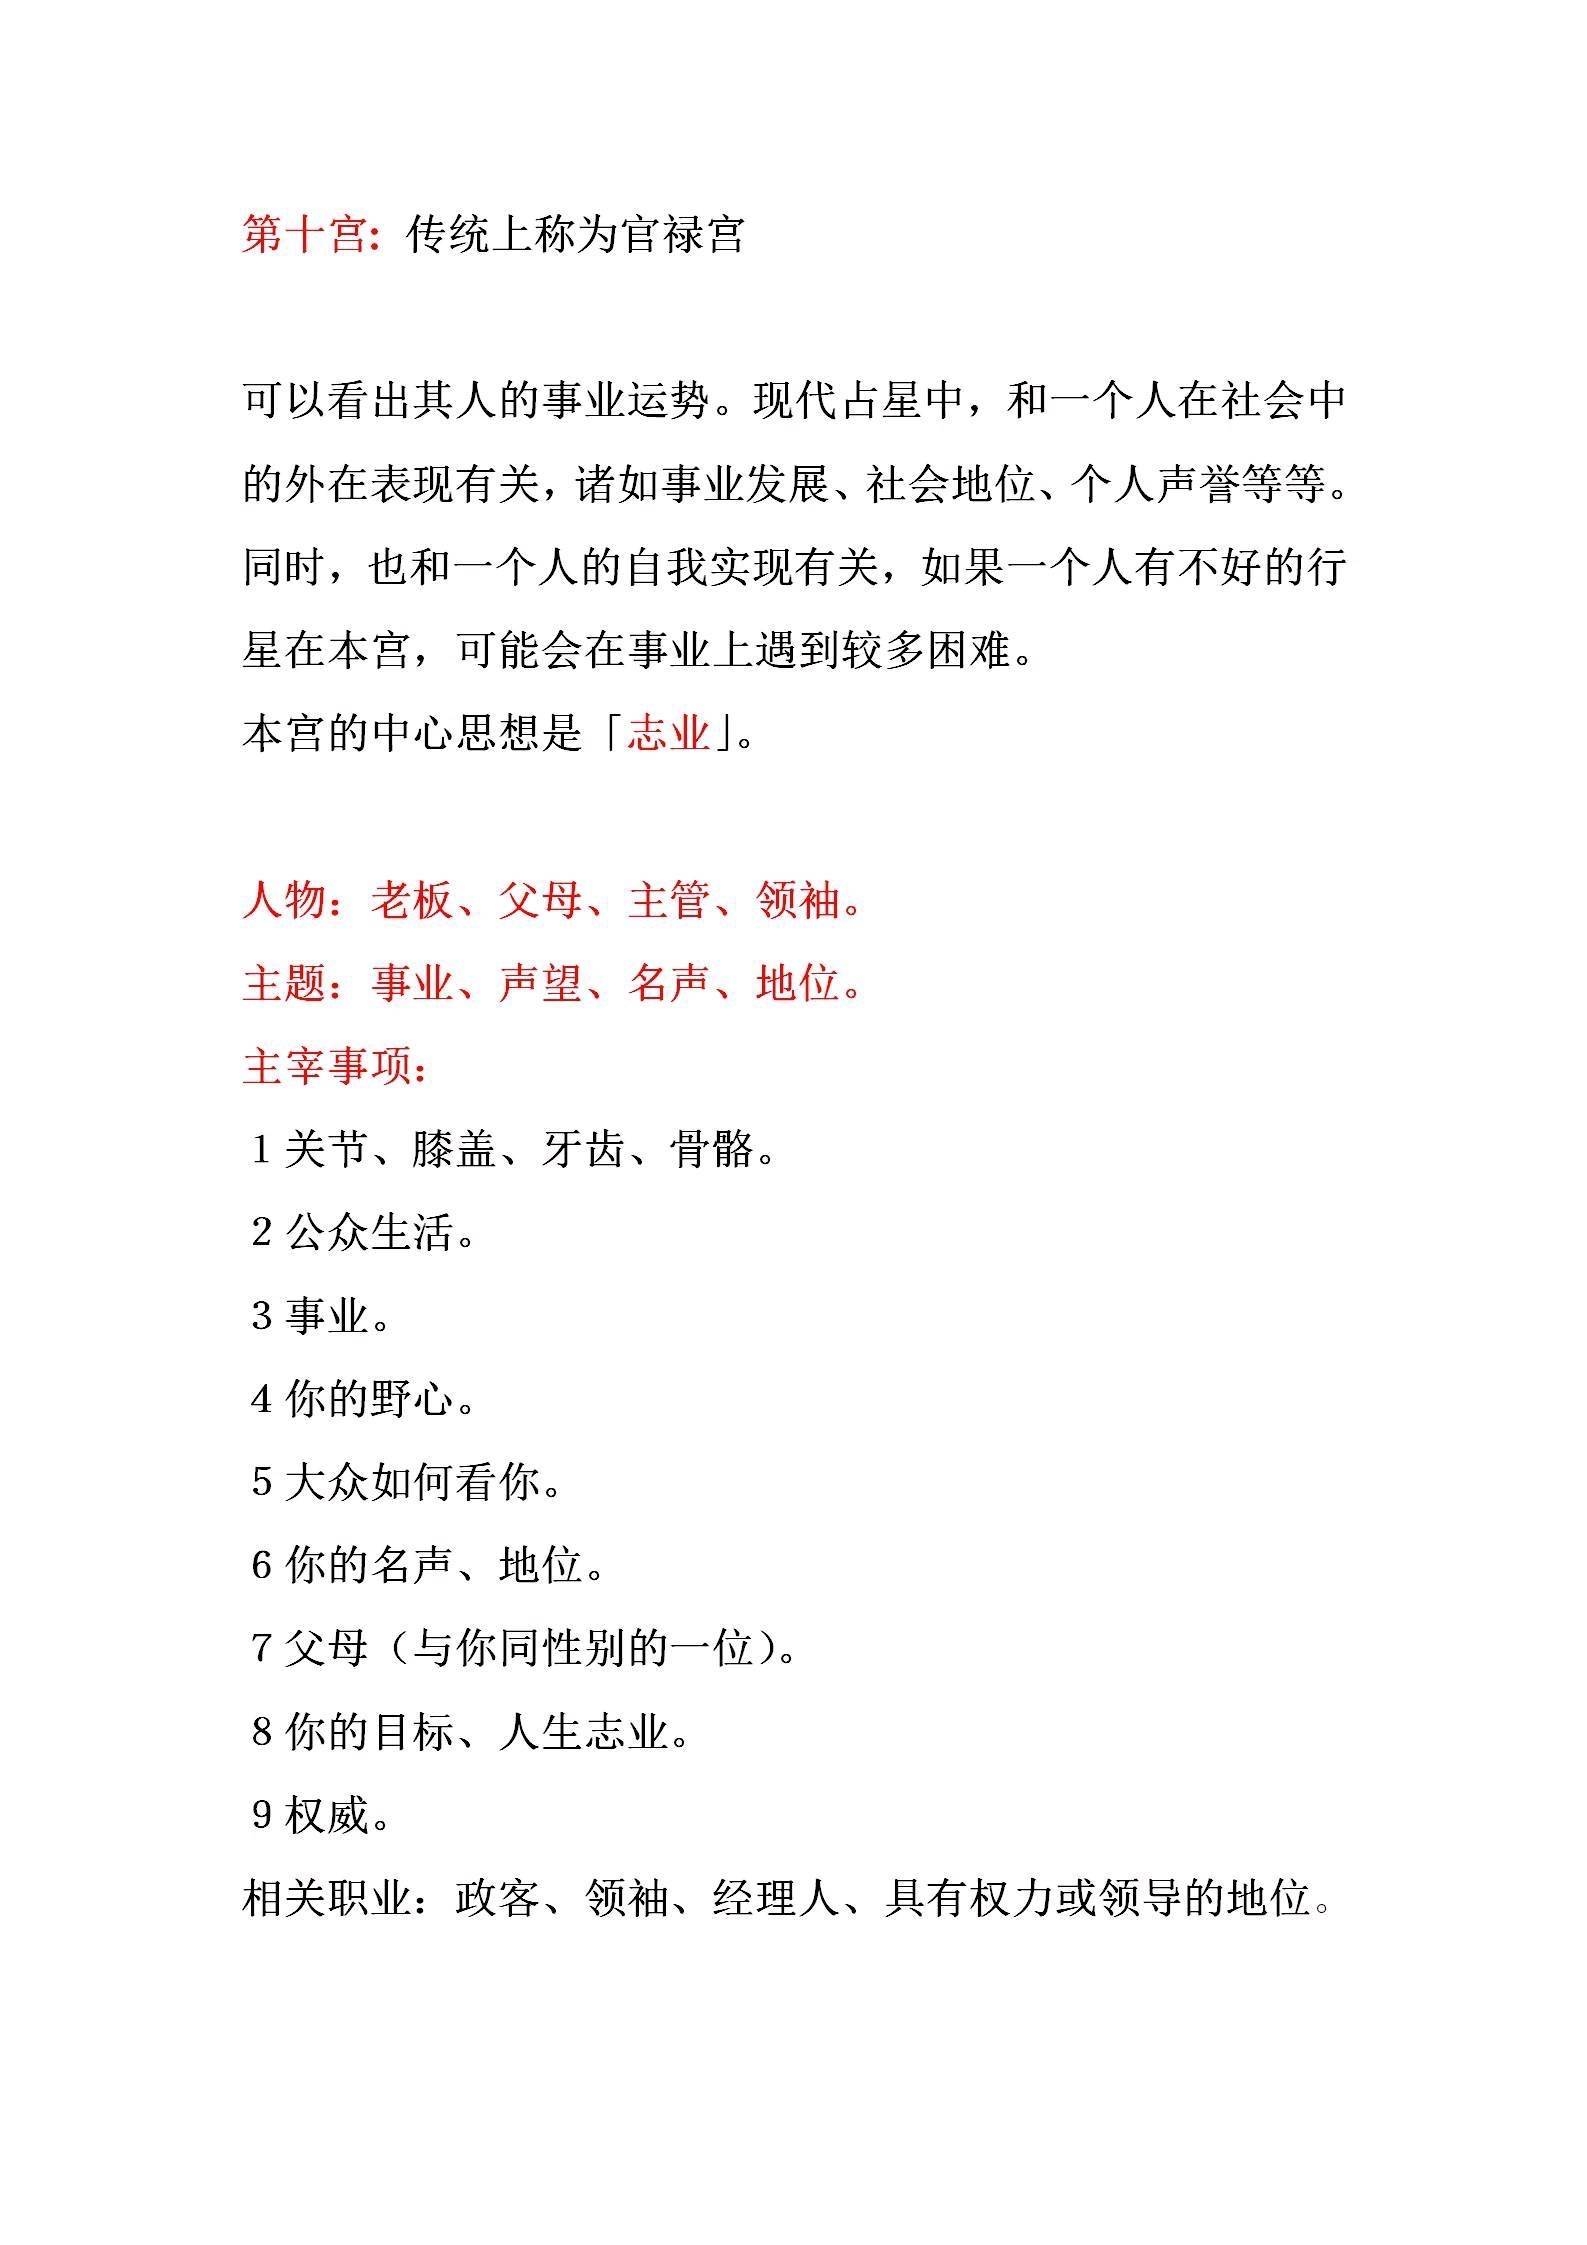 第十宫：传统上称为官禄宫
可以看出其人的事业运势。现代占星中，和一个人在社会中
的外在表现有关，诸如事业发展、社会地位、个人声誉等等。
同时，也和一个人的自我实现有关，如果一个人有不好的行
星在本宫，可能会在事业上遇到较多困难。
本宫的中心思想是「志业」。
人物：老板、父母、主管、领袖。
主题：事业、声望、名声、地位。
主宰事项：
1 关节、膝盖、牙齿、骨骼。
2 公众生活。
3 事业。
4 你的野心。
5 大众如何看你。
6 你的名声、地位。
7 父母（与你同性别的一位）。
8 你的目标、人生志业。
9 权威。
相关职业：政客、领袖、经理人、具有权力或领导的地位。